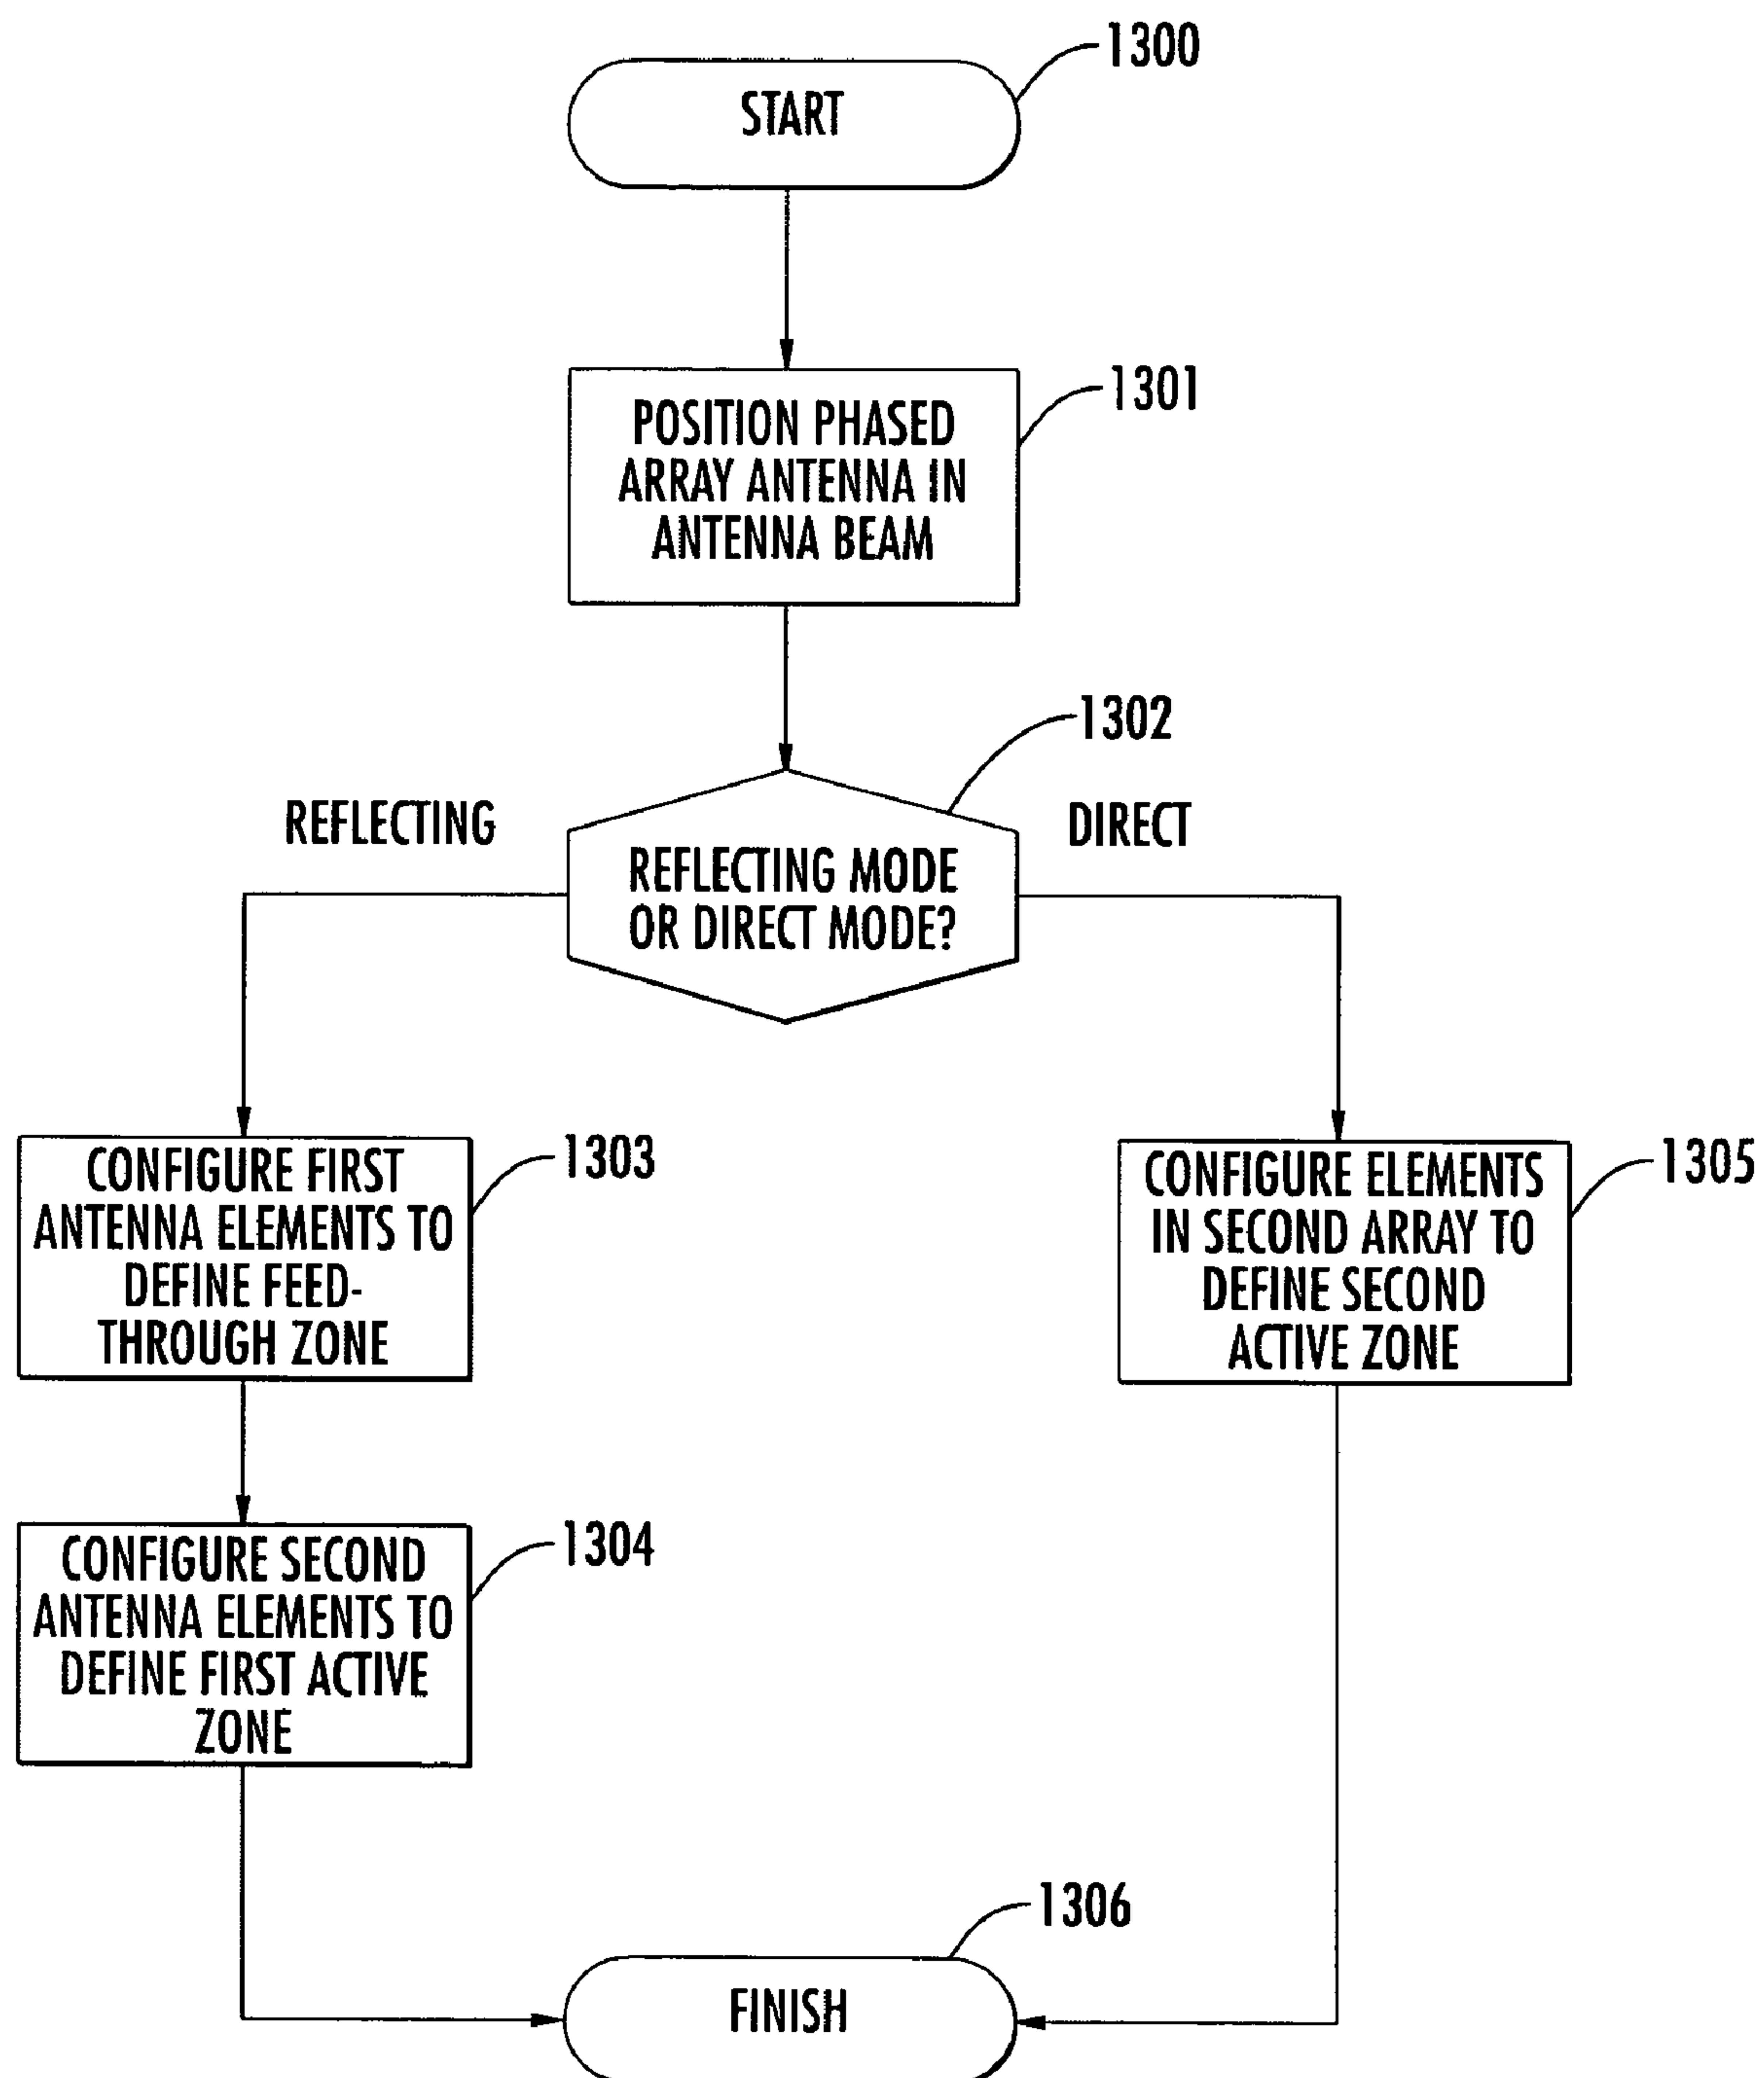 1300
START
1301
POSITION PHASED
ARRAY ANTENNA IN
ANTENNA BEAM
1302
REFLECTING
DIRECT
REFLECTING MODE
OR DIRECT MODE?
1303
CONFIGURE FIRST
ANTENNA ELEMENTS TO
DEFINE FEED-
THROUGH ZONE
1305
CONFIGURE ELEMENTS
IN SECOND ARRAY TO
DEFINE SECOND
ACTIVE ZONE
1304
CONFIGURE SECOND
ANTENNA ELEMENTS TO
DEFINE FIRST ACTIVE
ZONE
1306
FINISH